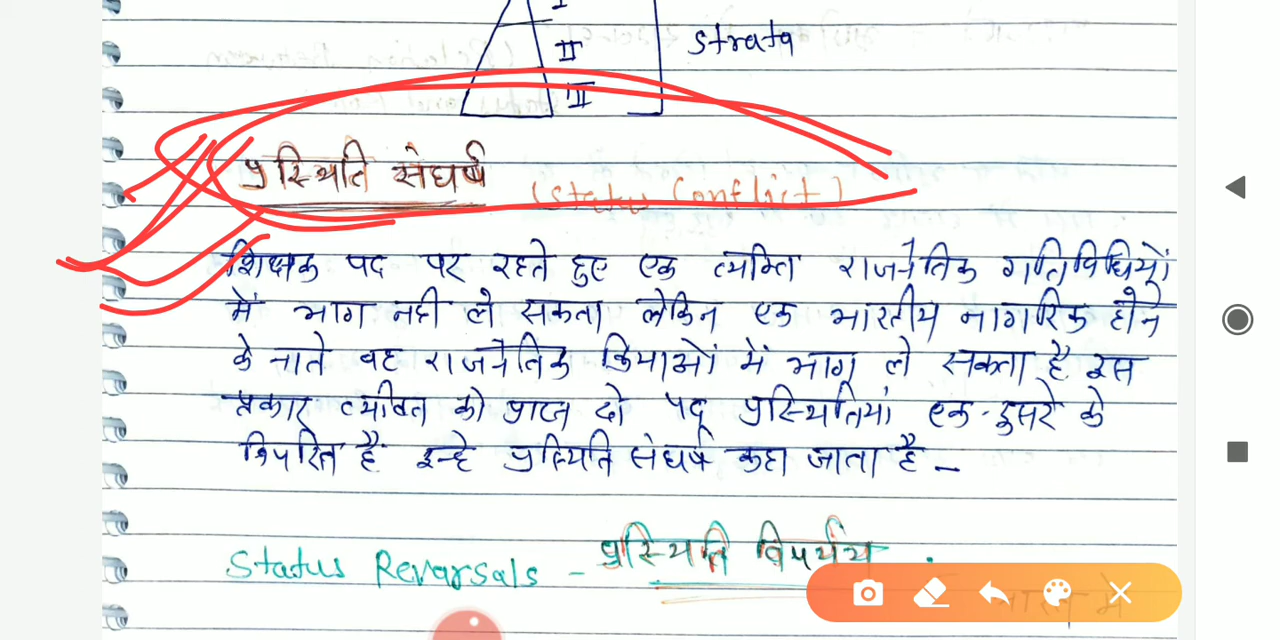 I
II
III
strata
प्रस्थिति संघर्ष (Status Conflict)
शिक्षक पद पर रहते हुए एक व्यक्ति राजनैतिक गतिविधियों
में भाग नही ले सकता लेकिन एक भारतीय नागरिक होने
के नाते वह राजनैतिक क्रियाओं में भाग ले सकता है इस
प्रकार व्यक्ति को प्राप्त दो पद प्रस्थितियां एक-दुसरे के
विपरित हैं इन्हे प्रस्थिति संघर्ष कहा जाता है -
Status Reversals - प्रस्थिति विपर्यय :